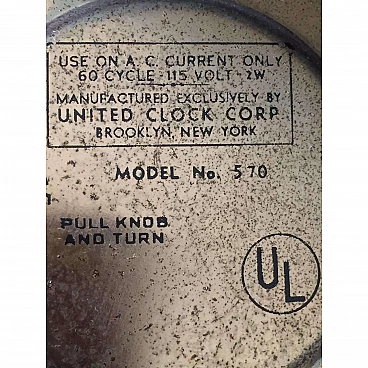 USE ON A.C. CURRENT ONLY
60 CYCLE-115 VOLT-2W
MANUFACTURED EXCLUSIVELY BY
UNITED CLOCK CORP.
BROOKLYN, NEW YORK
MODEL No. 570
PULL KNOB
AND TURN
UL